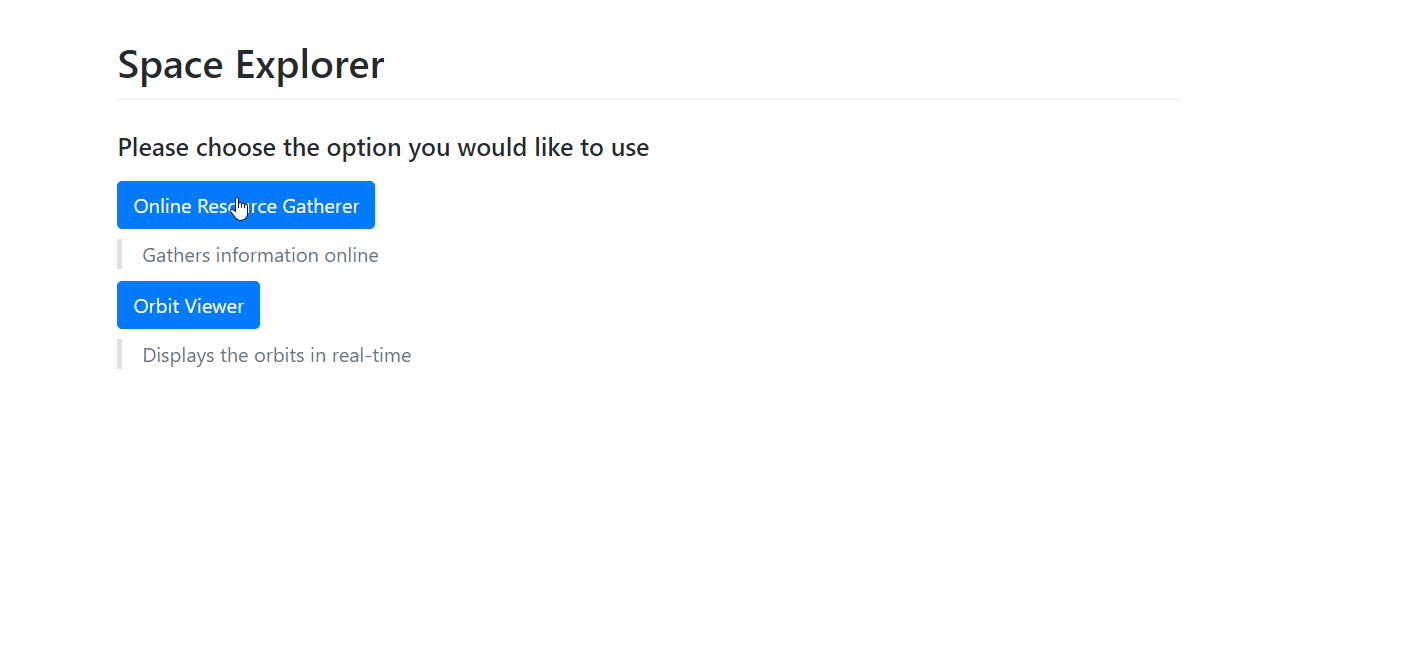 Space Explorer
Please choose the option you would like to use
Online Resource Gatherer
Gathers information online
Orbit Viewer
Displays the orbits in real-time